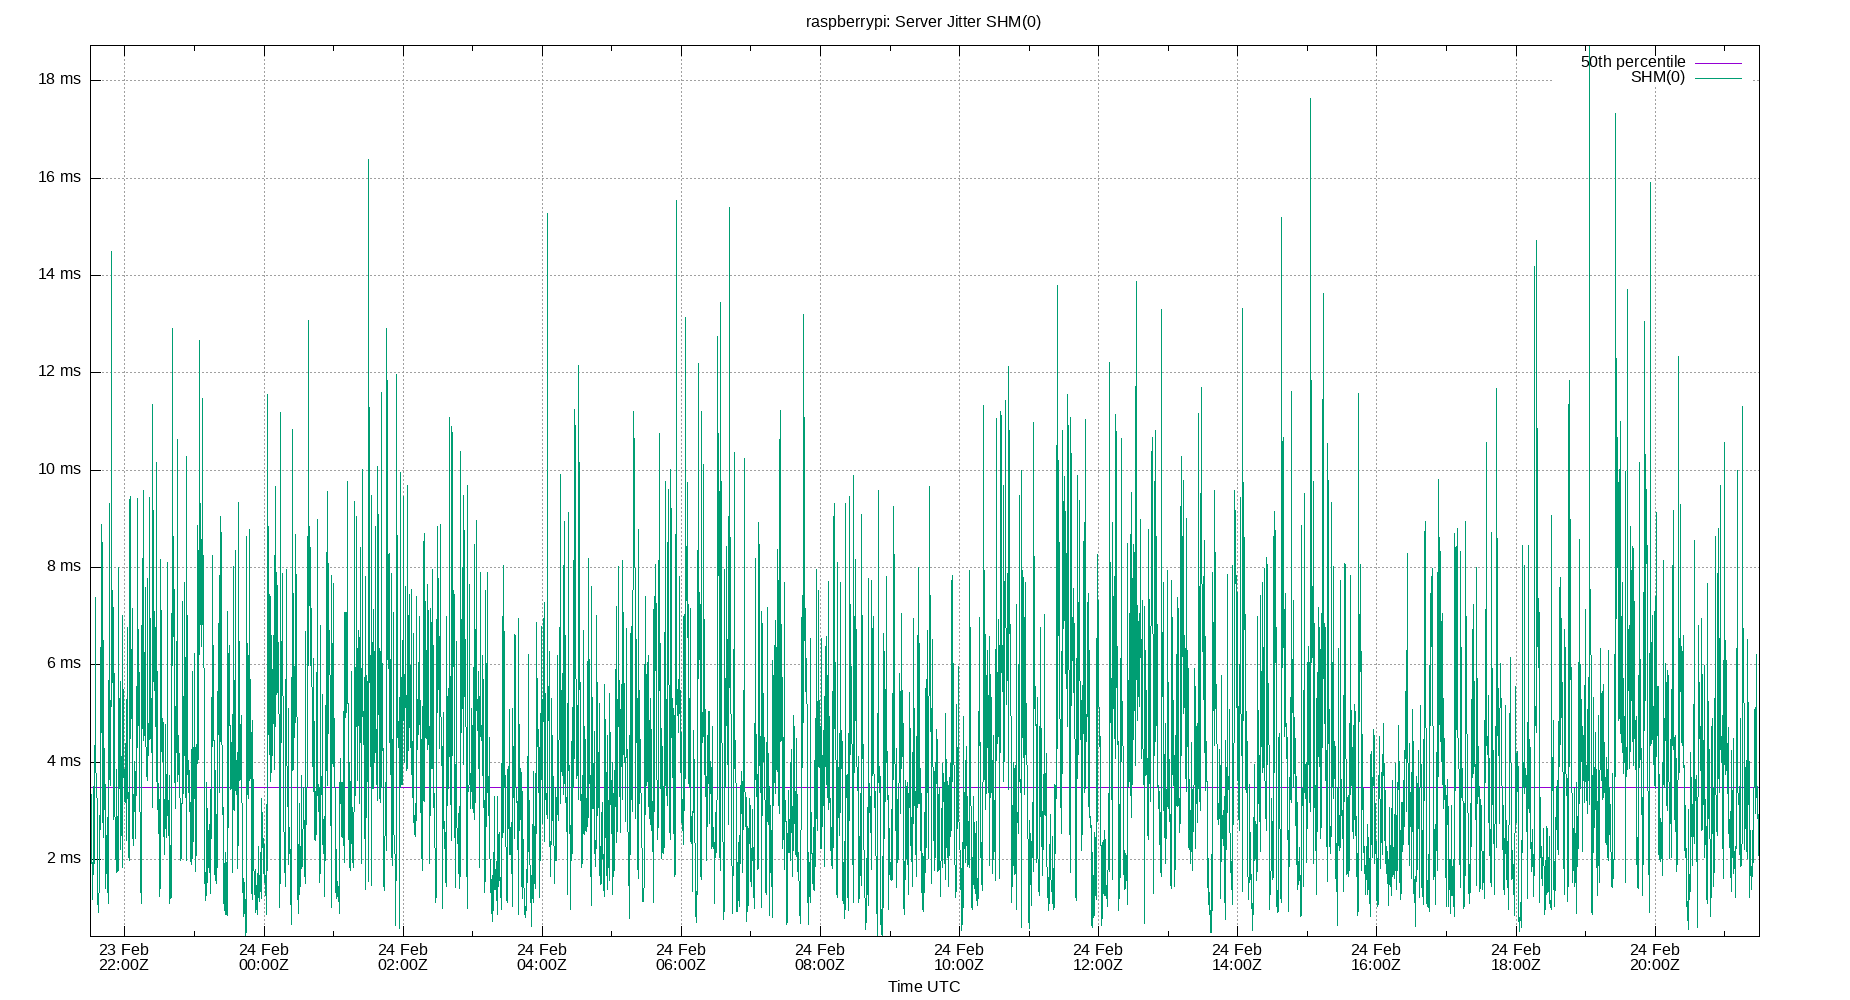 raspberrypi: Server Jitter SHM(0)
50th percentile
SHM(0)
18 ms
16 ms
14 ms
12 ms
10 ms
8 ms
6 ms
4 ms
2 ms
23 Feb 24 Feb 24 Feb 24 Feb 24 Feb 24 Feb 24 Feb 24 Feb 24 Feb 24 Feb 24 Feb 24 Feb
22:00Z 00:00Z 02:00Z 04:00Z 06:00Z 08:00Z 10:00Z 12:00Z 14:00Z 16:00Z 18:00Z 20:00Z
Time UTC